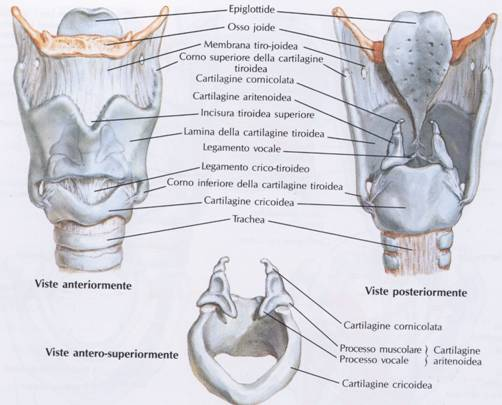 Epiglottide
Osso joide
Membrana tiro-joidea
Corno superiore della cartilagine
tiroidea
Cartilagine cornicolata
Cartilagine aritenoidea
Incisura tiroidea superiore
Lamina della cartilagine tiroidea
Legamento vocale
Legamento crico-tiroideo
Corno inferiore della cartilagine tiroidea
Cartilagine cricoidea
Trachea
Viste anteriormente
Viste posteriormente
Cartilagine cornicolata
Viste antero-superiormente
Processo muscolare } Cartilagine
Processo vocale } aritenoidea
Cartilagine cricoidea